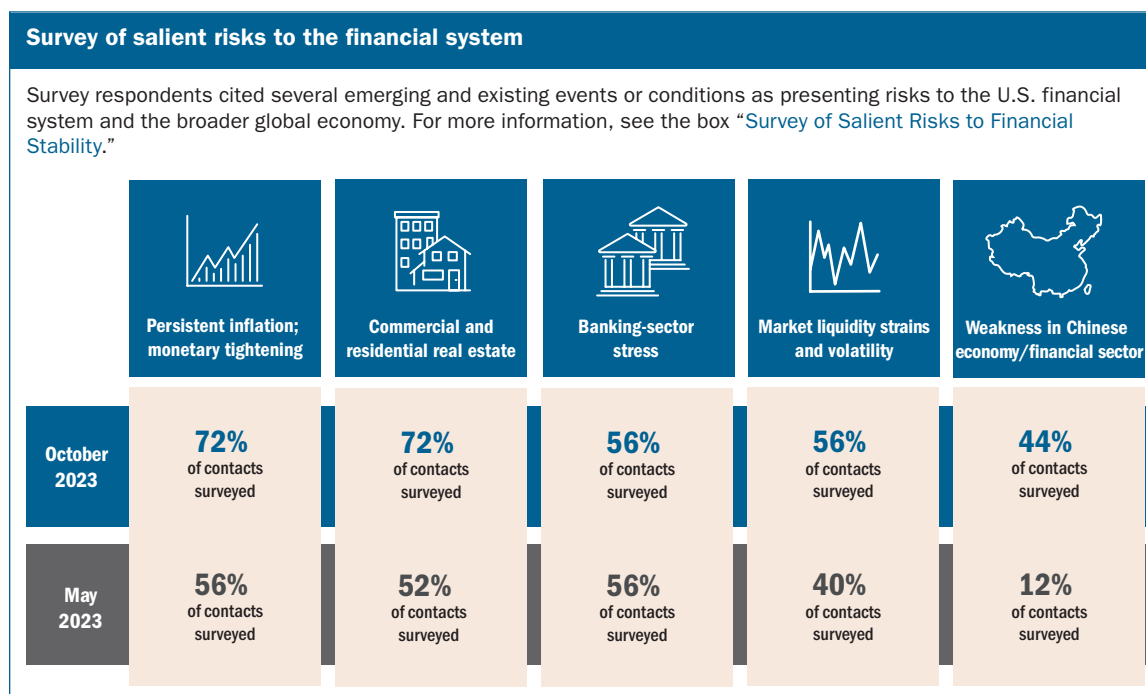 Survey of salient risks to the financial system
Survey respondents cited several emerging and existing events or conditions as presenting risks to the U.S. financial
system and the broader global economy. For more information, see the box “Survey of Salient Risks to Financial
Stability.”
Persistent inflation;
monetary tightening
Commercial and
residential real estate
Banking-sector
stress
Market liquidity strains
and volatility
Weakness in Chinese
economy/financial sector
October
2023
72%
of contacts
surveyed
72%
of contacts
surveyed
56%
of contacts
surveyed
56%
of contacts
surveyed
44%
of contacts
surveyed
May
2023
56%
of contacts
surveyed
52%
of contacts
surveyed
56%
of contacts
surveyed
40%
of contacts
surveyed
12%
of contacts
surveyed